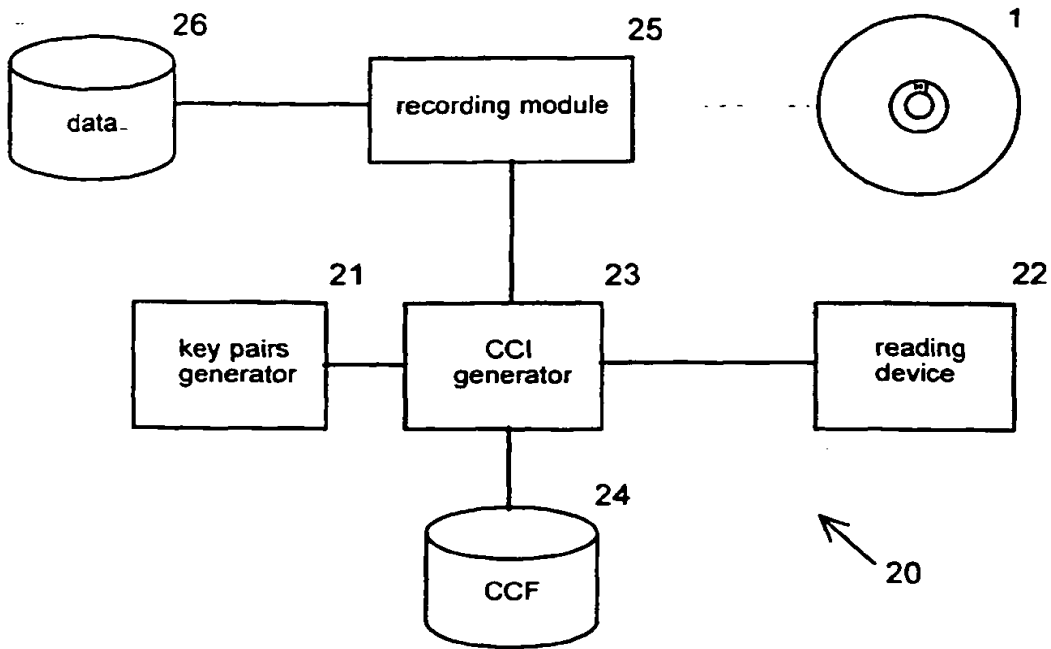 26
25
1
data
recording module
21
23
22
key pairs
generator
CCI
generator
reading
device
24
CCF
20